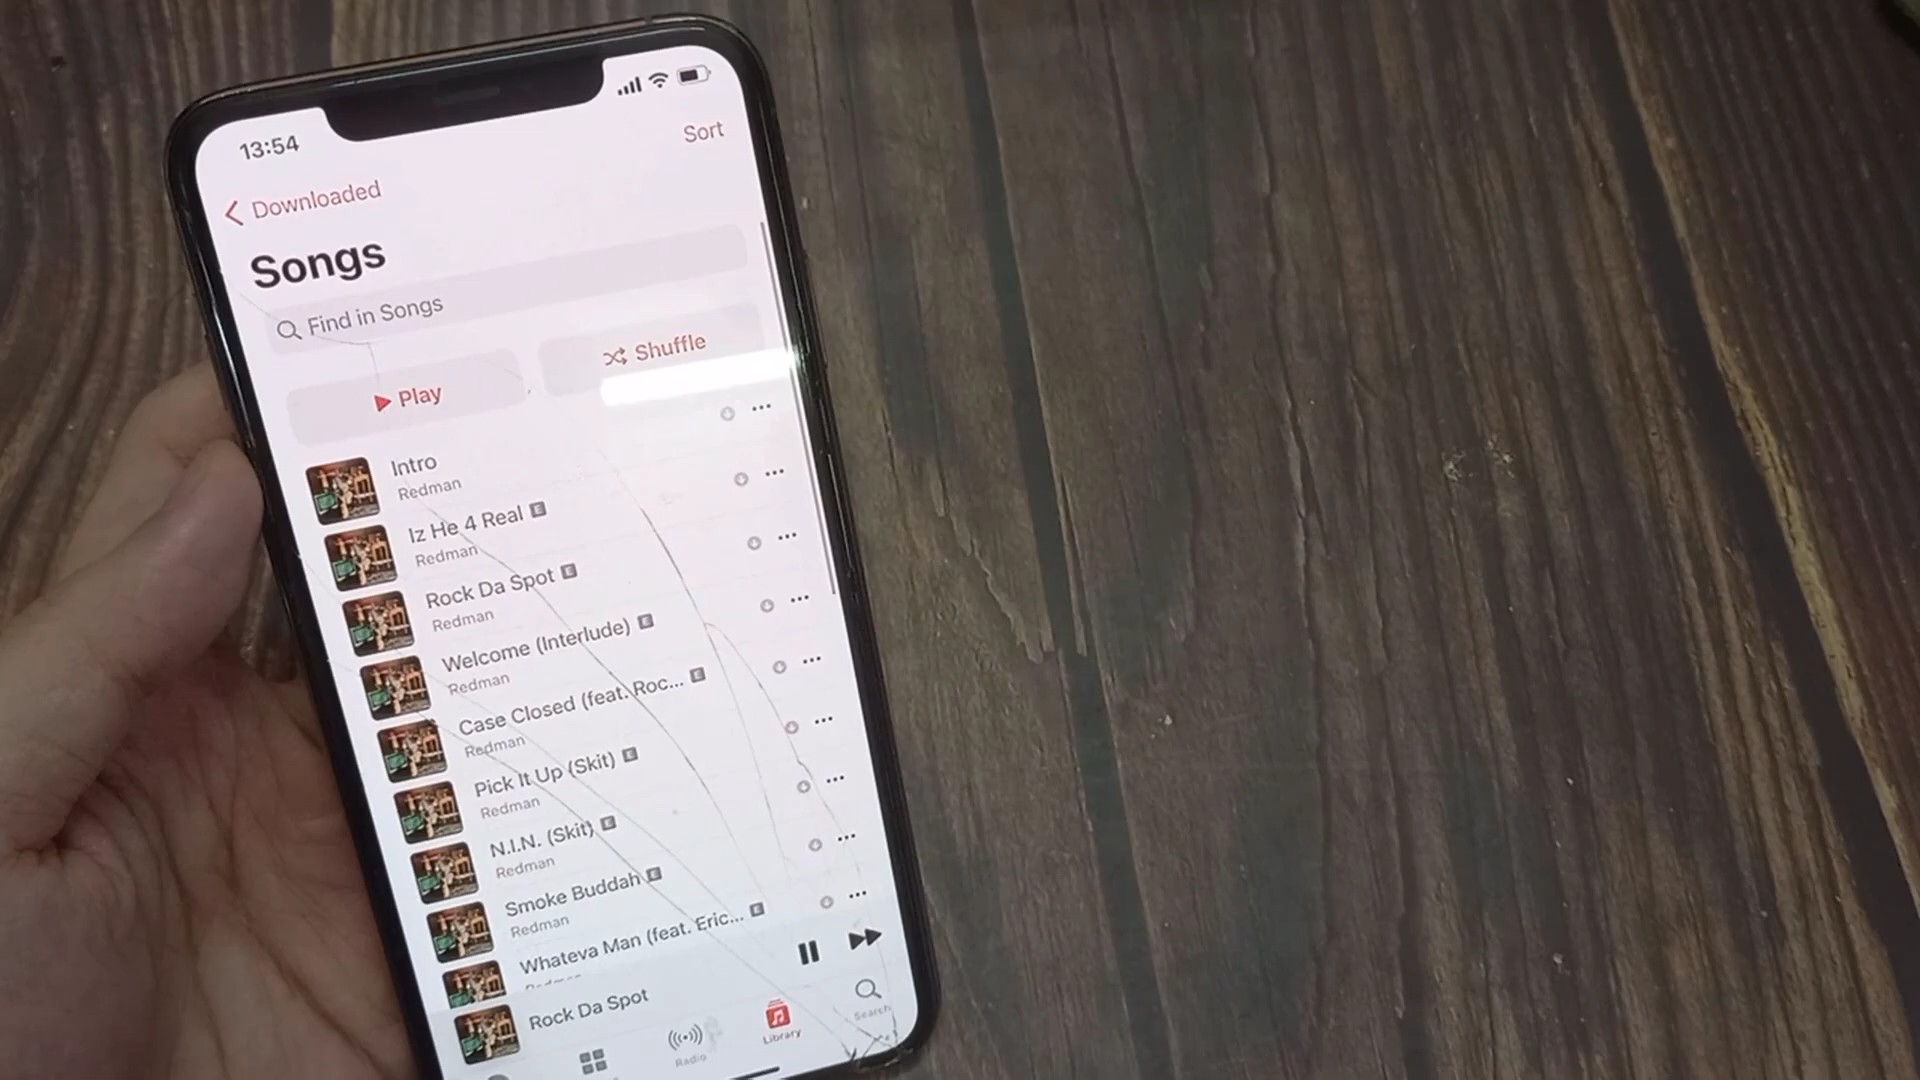 13:54
Sort
Downloaded
Songs
Find in Songs
Play
Shuffle
Intro
Redman
Iz He 4 Real E
Redman
Rock Da Spot E
Redman
Welcome (Interlude) E
Redman
Case Closed (feat. Roc... E
Redman
Pick It Up (Skit) E
Redman
N.I.N. (Skit) E
Redman
Smoke Buddah E
Redman
Whateva Man (feat. Eric... E
Rock Da Spot
Radio
Library
Search